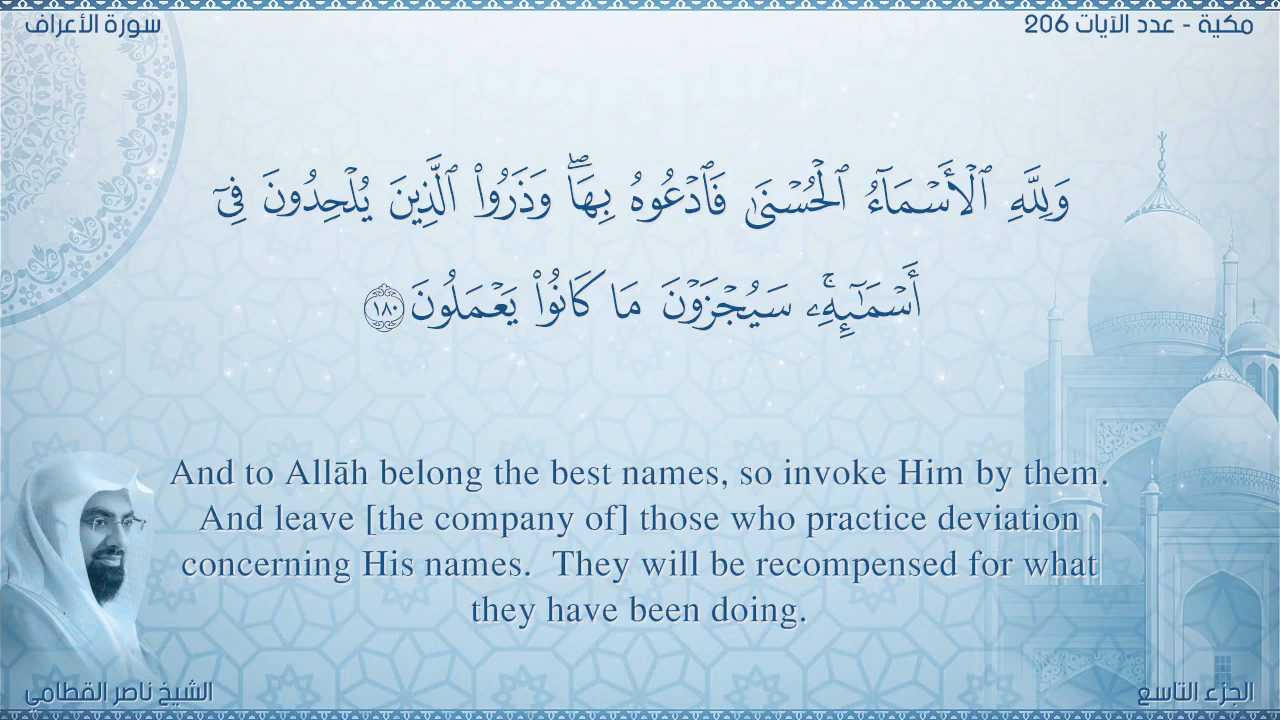 سورة الأعراف
مكية - عدد الآيات 206
وَلِلَّهِ ٱلْأَسْمَآءُ ٱلْحُسْنَىٰ فَٱدْعُوهُ بِهَا ۖ وَذَرُوا۟ ٱلَّذِينَ يُلْحِدُونَ فِىٓ
أَسْمَـٰٓئِهِۦ ۚ سَيُجْزَوْنَ مَا كَانُوا۟ يَعْمَلُونَ ١٨٠
And to Allāh belong the best names, so invoke Him by them.
And leave [the company of] those who practice deviation
concerning His names.  They will be recompensed for what
they have been doing.
الشيخ ناصر القطامي
الجزء التاسع